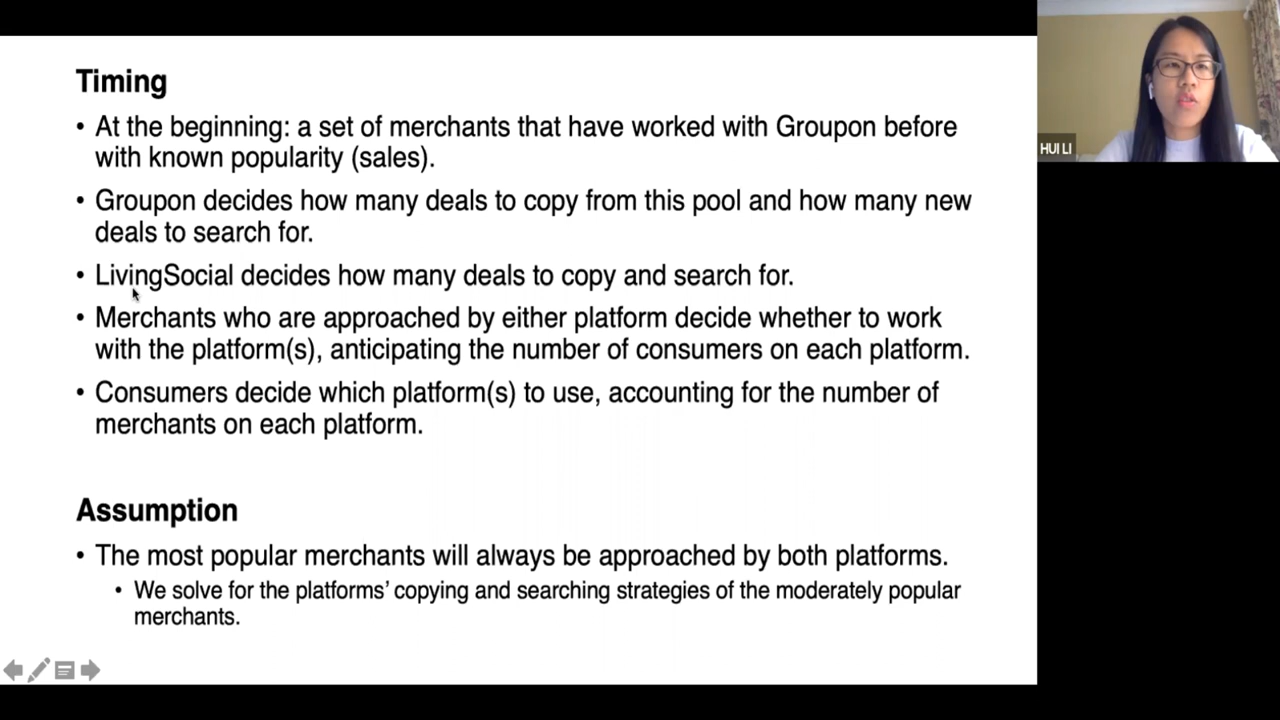 Timing
• At the beginning: a set of merchants that have worked with Groupon before
with known popularity (sales).
• Groupon decides how many deals to copy from this pool and how many new
deals to search for.
• LivingSocial decides how many deals to copy and search for.
• Merchants who are approached by either platform decide whether to work
with the platform(s), anticipating the number of consumers on each platform.
• Consumers decide which platform(s) to use, accounting for the number of
merchants on each platform.
Assumption
• The most popular merchants will always be approached by both platforms.
• We solve for the platforms’ copying and searching strategies of the moderately popular
merchants.
HUI LI